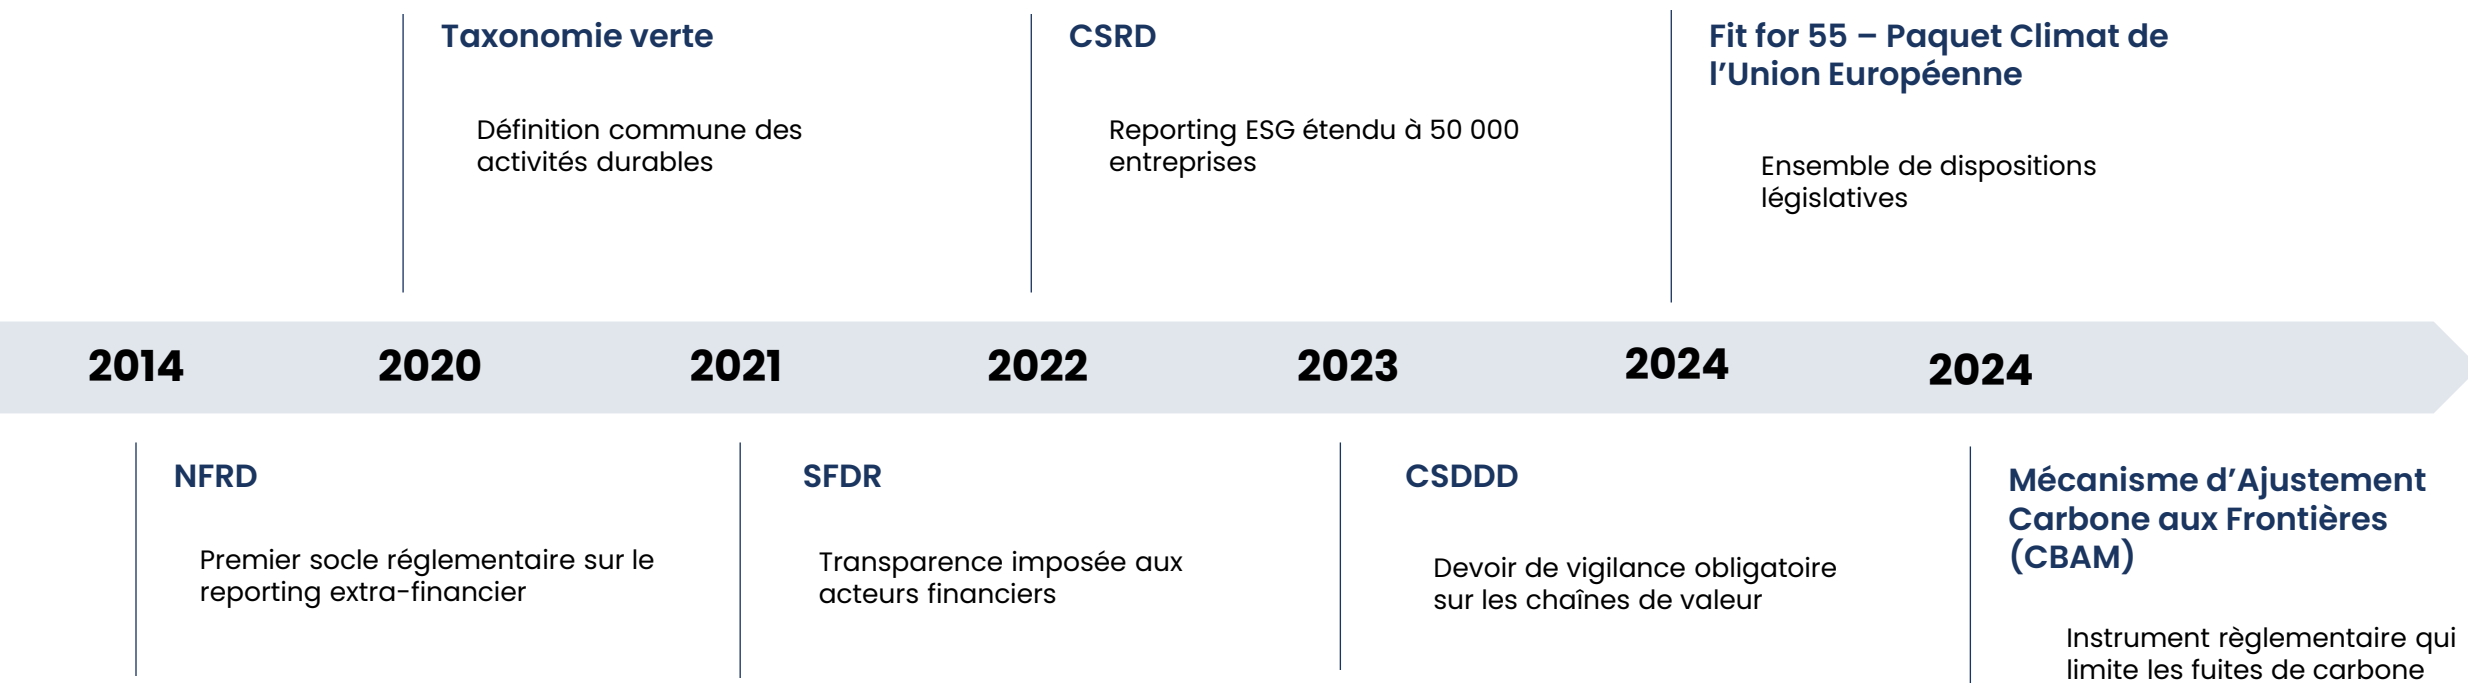 Taxonomie verte
Définition commune des
activités durables
CSRD
Reporting ESG étendu à 50 000
entreprises
Fit for 55 – Paquet Climat de
l’Union Européenne
Ensemble de dispositions
législatives
2014
2020
2021
2022
2023
2024
2024
NFRD
Premier socle réglementaire sur le
reporting extra-financier
SFDR
Transparence imposée aux
acteurs financiers
CSDDD
Devoir de vigilance obligatoire
sur les chaînes de valeur
Mécanisme d’Ajustement
Carbone aux Frontières
(CBAM)
Instrument règlementaire qui
limite les fuites de carbone